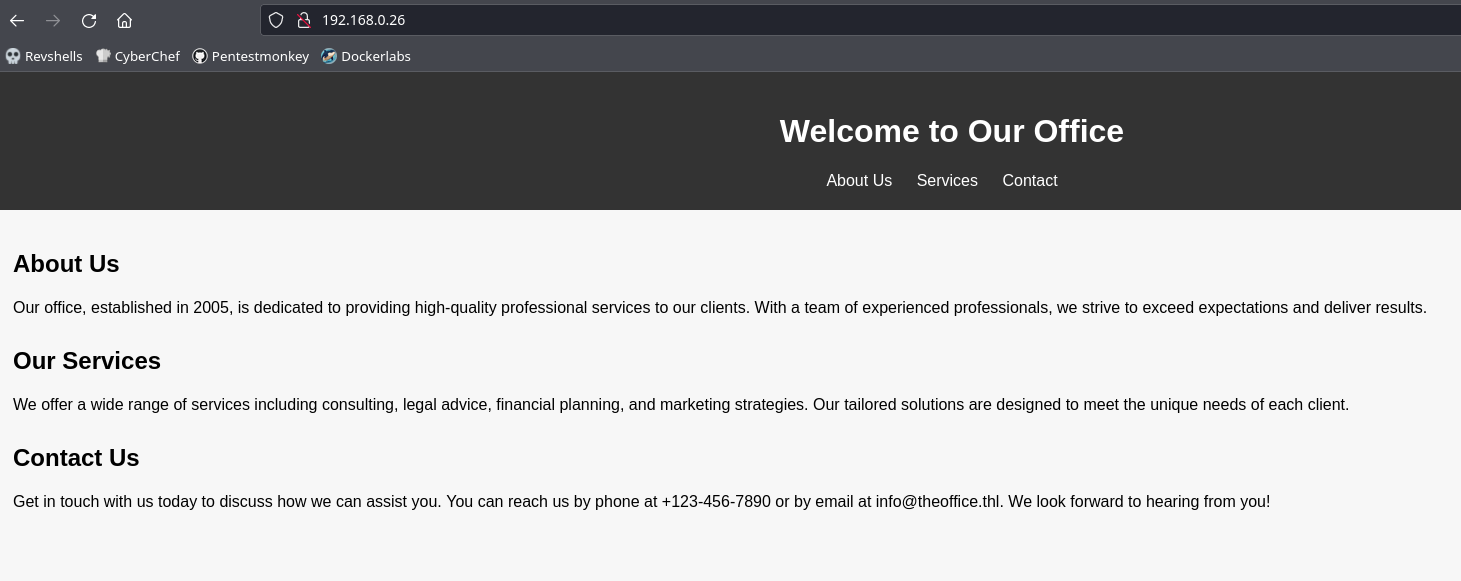 192.168.0.26
Revshells CyberChef Pentestmonkey Dockerlabs
Welcome to Our Office
About Us Services Contact
About Us
Our office, established in 2005, is dedicated to providing high-quality professional services to our clients. With a team of experienced professionals, we strive to exceed expectations and deliver results.
Our Services
We offer a wide range of services including consulting, legal advice, financial planning, and marketing strategies. Our tailored solutions are designed to meet the unique needs of each client.
Contact Us
Get in touch with us today to discuss how we can assist you. You can reach us by phone at +123-456-7890 or by email at info@theoffice.thl. We look forward to hearing from you!